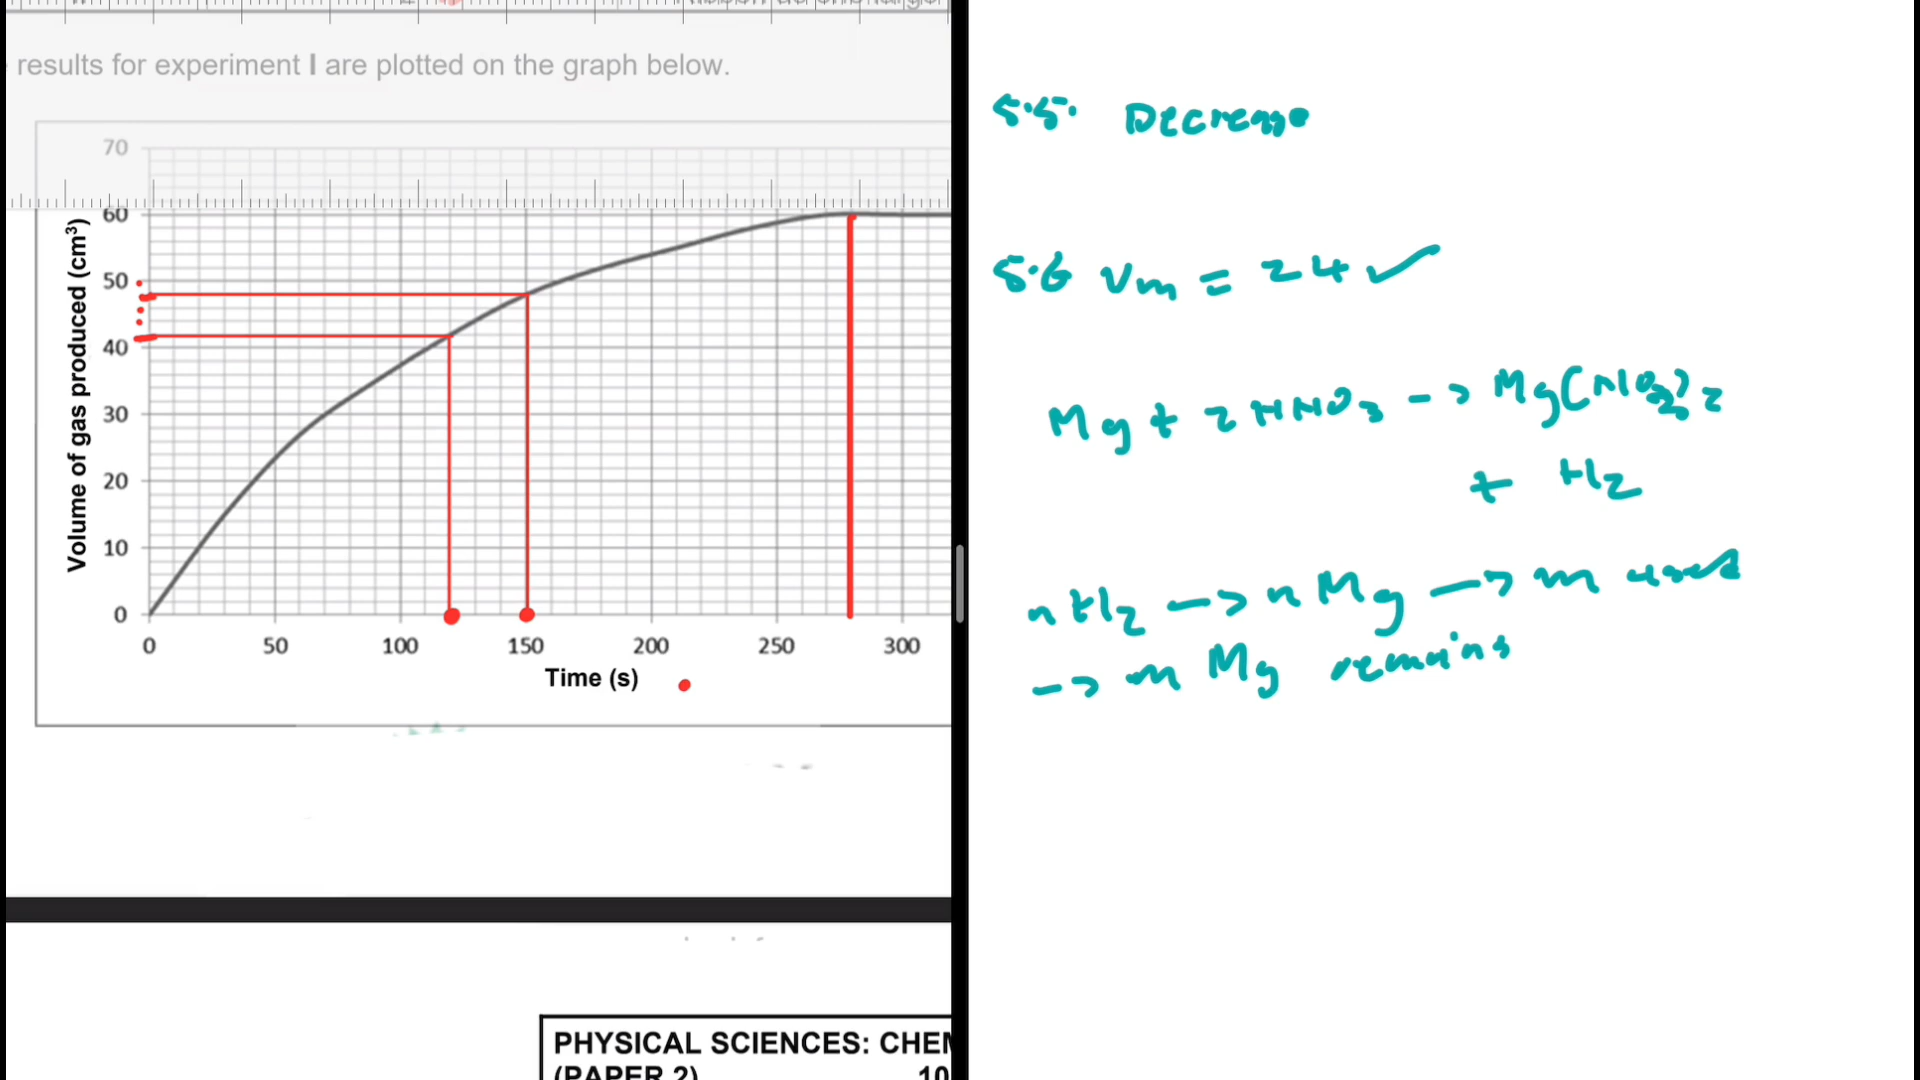 results for experiment I are plotted on the graph below.
70
60
50
40
30
20
10
0
Volume of gas produced (cm³)
0 50 100 150 200 250 300
Time (s)
PHYSICAL SCIENCES: CHEM
(PAPER 2) 10
5.5. Decrease
5.6 Vm = 24 ✓
Mg + 2HNO3 -> Mg(NO3)2
+ H2
nH2 -> nMg -> m used
-> m Mg remains